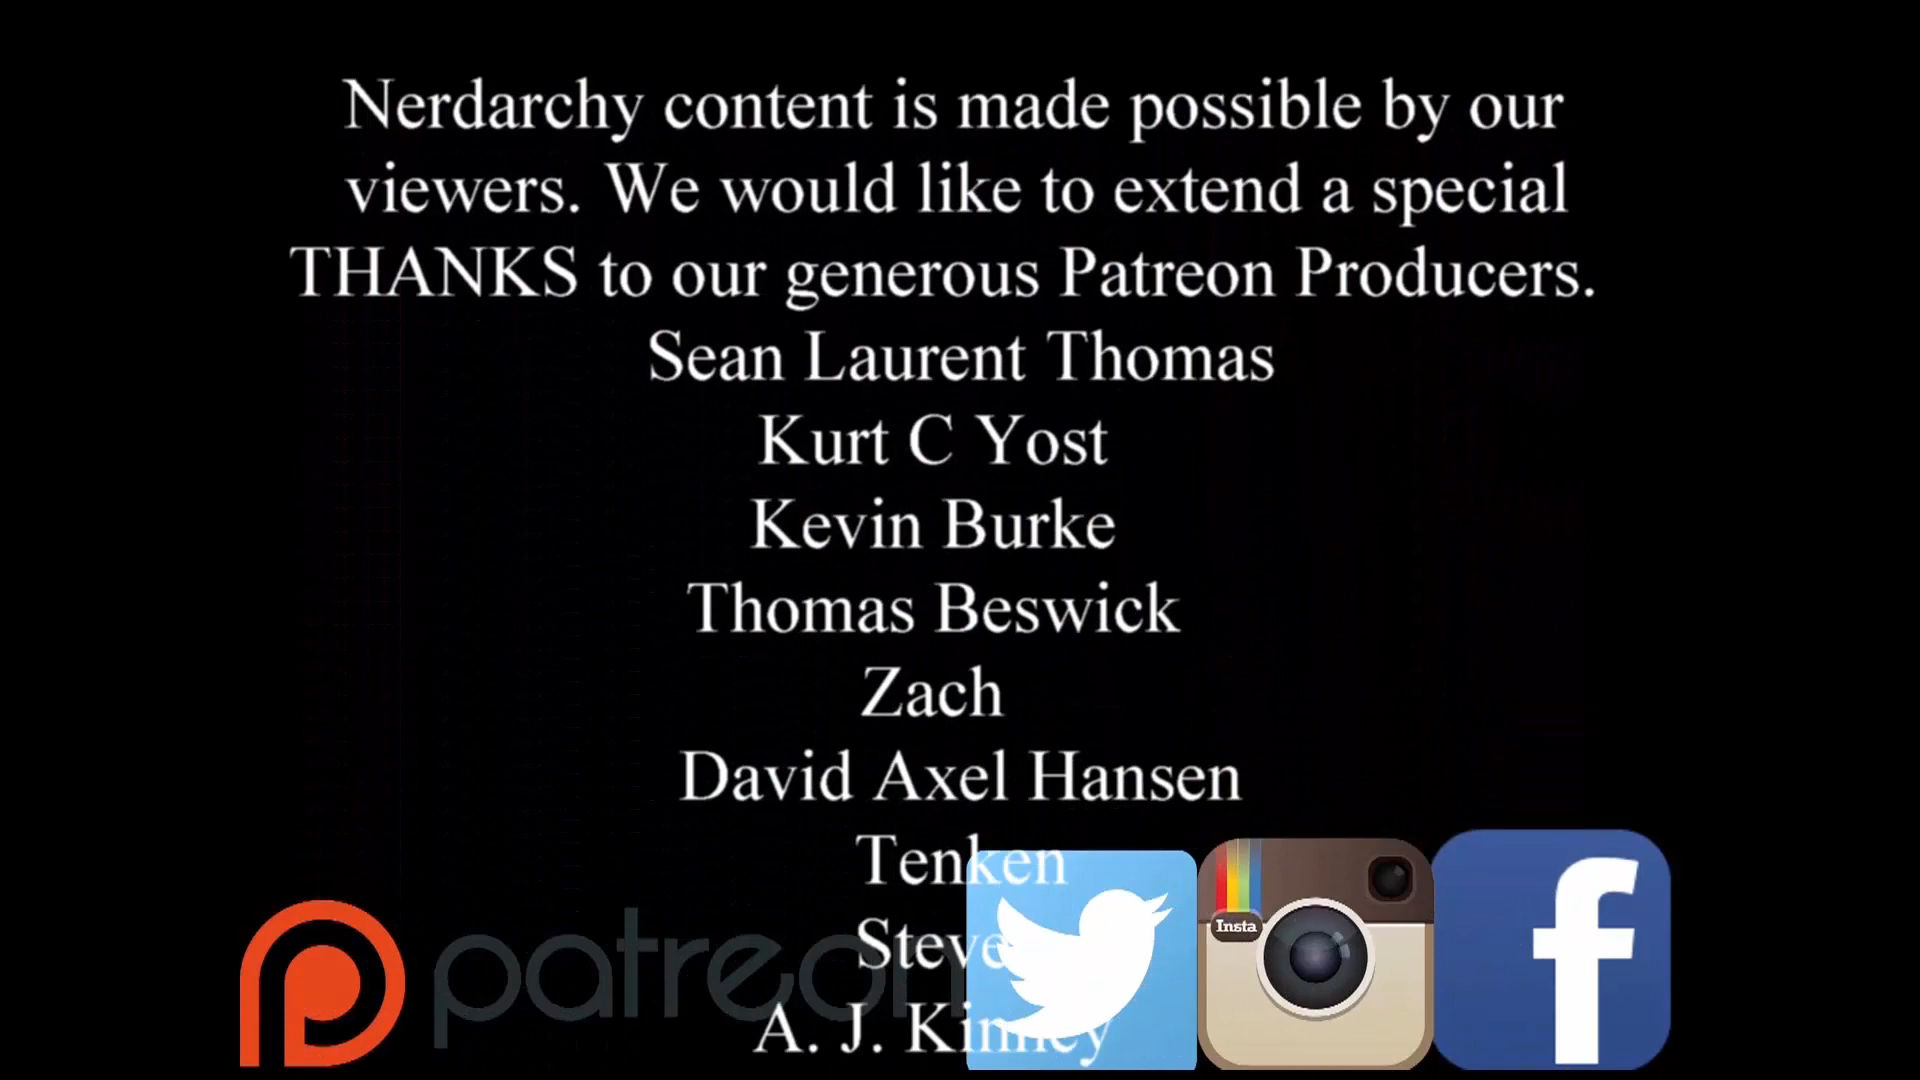 Nerdarchy content is made possible by our
viewers. We would like to extend a special
THANKS to our generous Patreon Producers.
Sean Laurent Thomas
Kurt C Yost
Kevin Burke
Thomas Beswick
Zach
David Axel Hansen
Tenken
Steve
A. J. Kinney
patreon
Insta